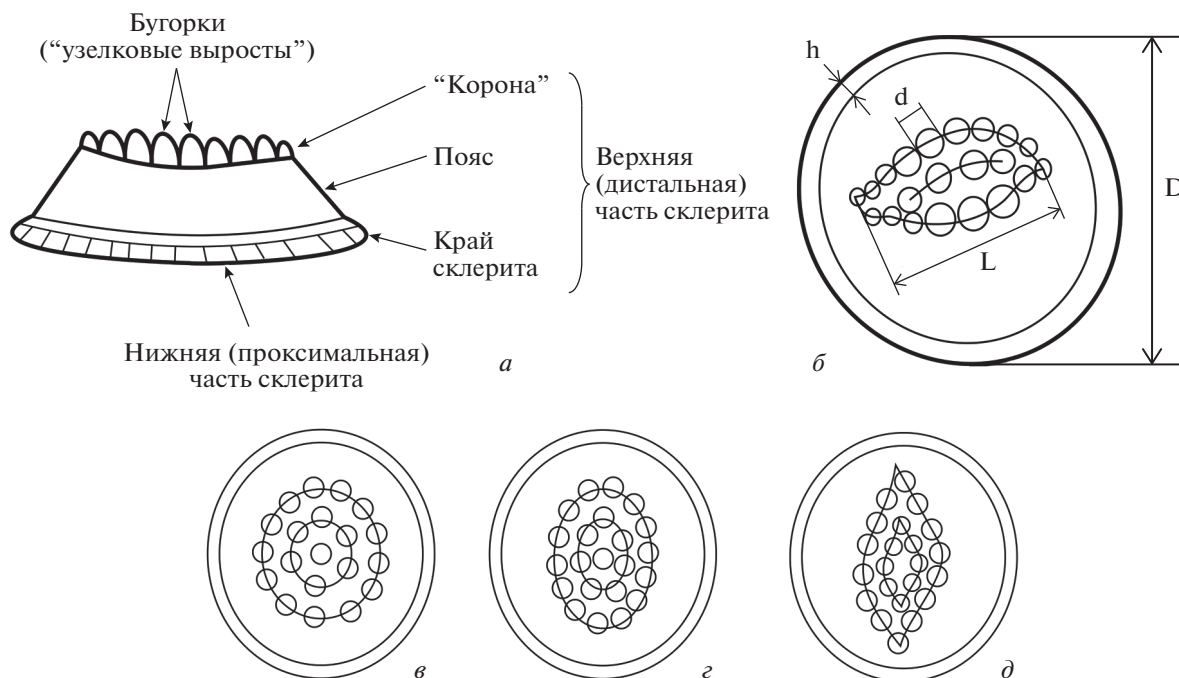 Бугорки
(“узелковые выросты”)
“Корона”
Пояс
Верхняя
(дистальная)
часть склерита
Край
склерита
Нижняя (проксимальная)
часть склерита
а
h
d
D
L
б
в
г
д